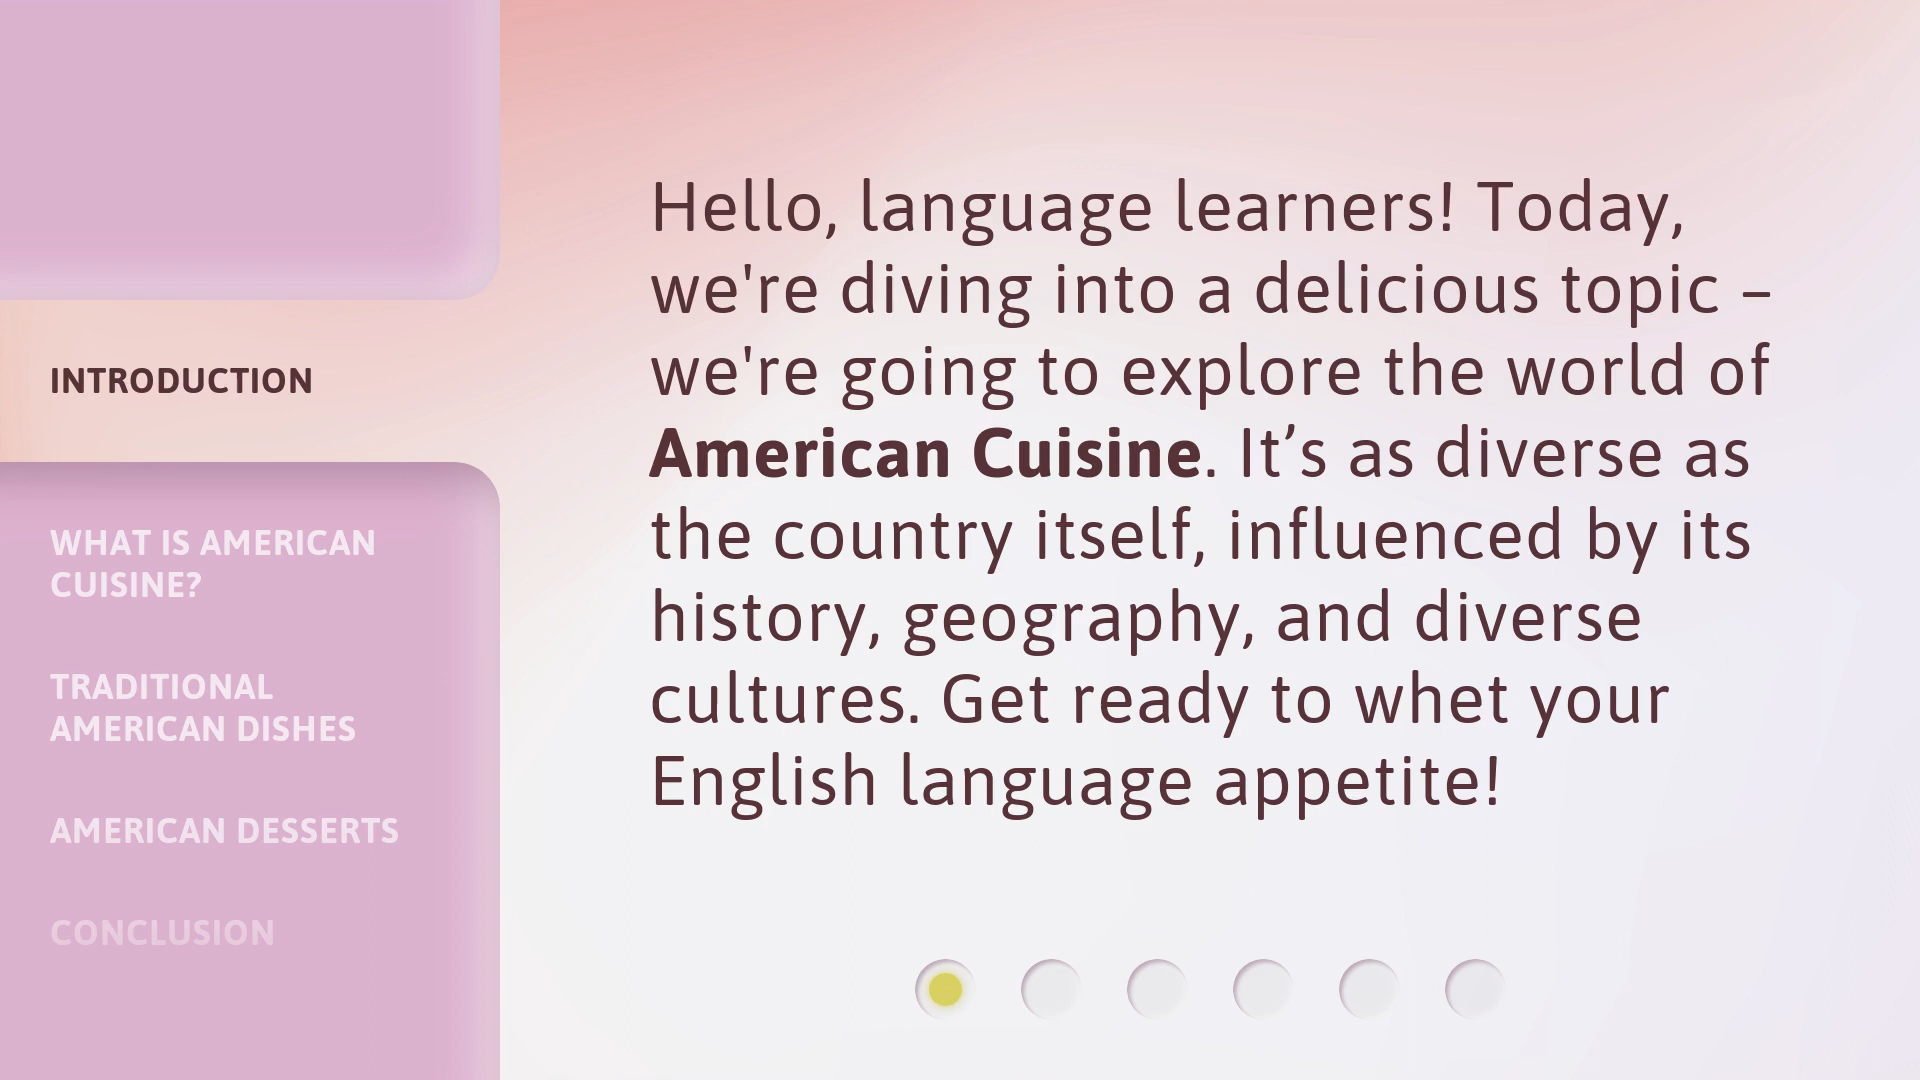 INTRODUCTION
WHAT IS AMERICAN
CUISINE?
TRADITIONAL
AMERICAN DISHES
AMERICAN DESSERTS
CONCLUSION
Hello, language learners! Today,
we're diving into a delicious topic –
we're going to explore the world of
American Cuisine. It’s as diverse as
the country itself, influenced by its
history, geography, and diverse
cultures. Get ready to whet your
English language appetite!